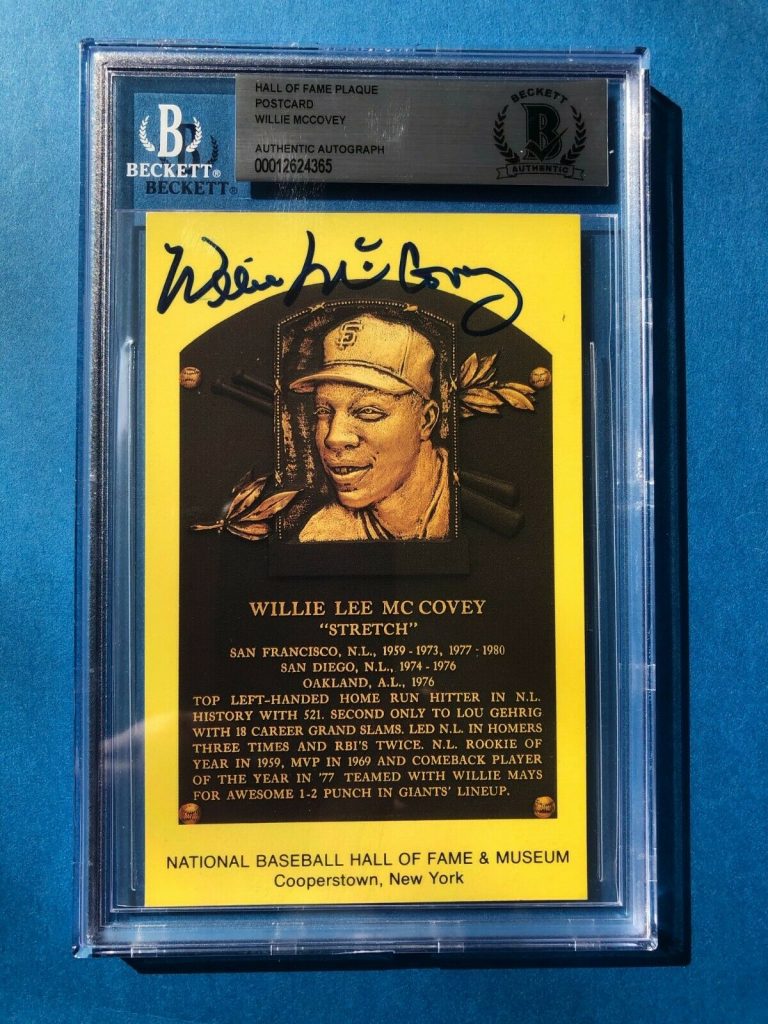 HALL OF FAME PLAQUE
POSTCARD
WILLIE MCCOVEY
AUTHENTIC AUTOGRAPH
00012624365
BECKETT
B
AUTHENTIC
B
BECKETT®
BECKETT®
Willie McCovey
SF
WILLIE LEE MC COVEY
"STRETCH"
SAN FRANCISCO, N.L., 1959 - 1973, 1977 - 1980
SAN DIEGO, N.L., 1974 - 1976
OAKLAND, A.L., 1976
TOP LEFT-HANDED HOME RUN HITTER IN N.L.
HISTORY WITH 521. SECOND ONLY TO LOU GEHRIG
WITH 18 CAREER GRAND SLAMS. LED N.L. IN HOMERS
THREE TIMES AND RBI'S TWICE. N.L. ROOKIE OF
YEAR IN 1959, MVP IN 1969 AND COMEBACK PLAYER
OF THE YEAR IN '77 TEAMED WITH WILLIE MAYS
FOR AWESOME 1-2 PUNCH IN GIANTS' LINEUP.
NATIONAL BASEBALL HALL OF FAME & MUSEUM
Cooperstown, New York